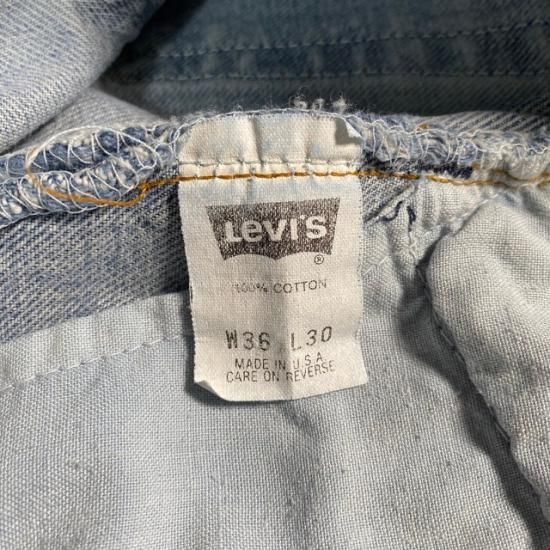 Levi's
®
100% COTTON
W36 L30
MADE IN U.S.A
CARE ON REVERSE